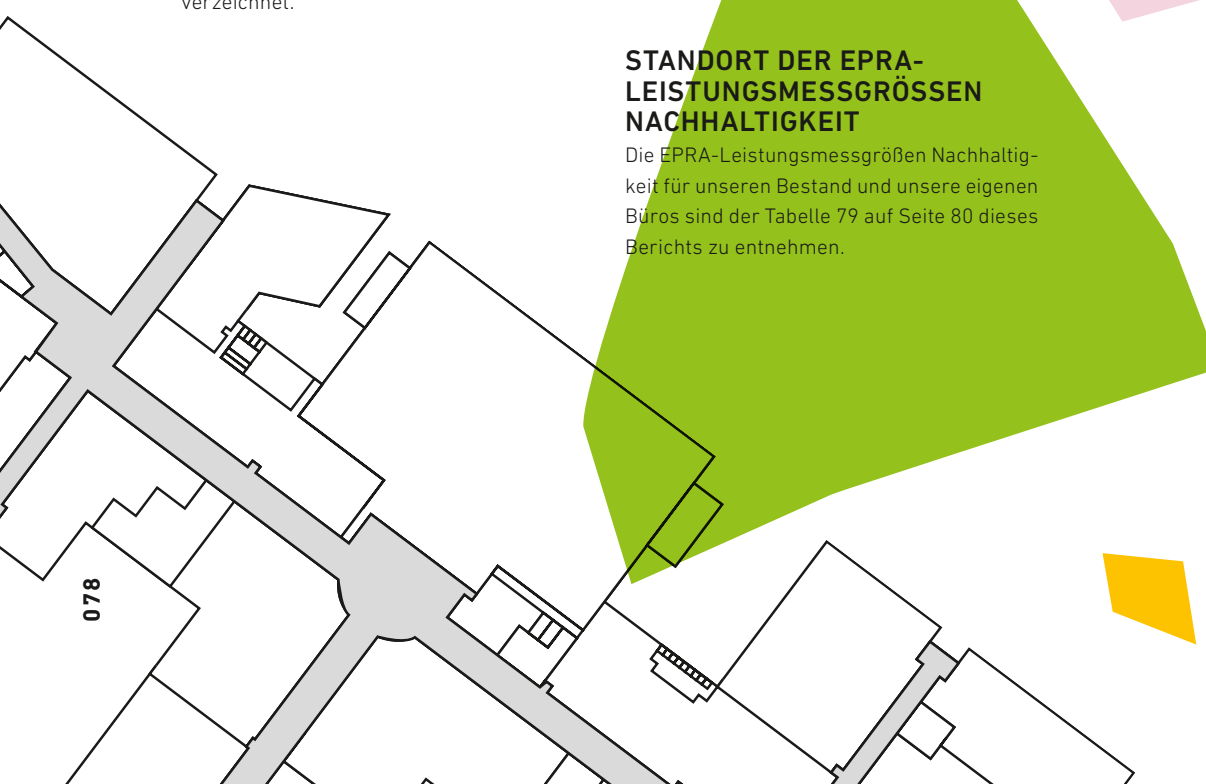 verzeichnet.
STANDORT DER EPRA-
LEISTUNGSMESSGRÖSSEN
NACHHALTIGKEIT
Die EPRA-Leistungsmessgrößen Nachhaltig-
keit für unseren Bestand und unsere eigenen
Büros sind der Tabelle 79 auf Seite 80 dieses
Berichts zu entnehmen.
078